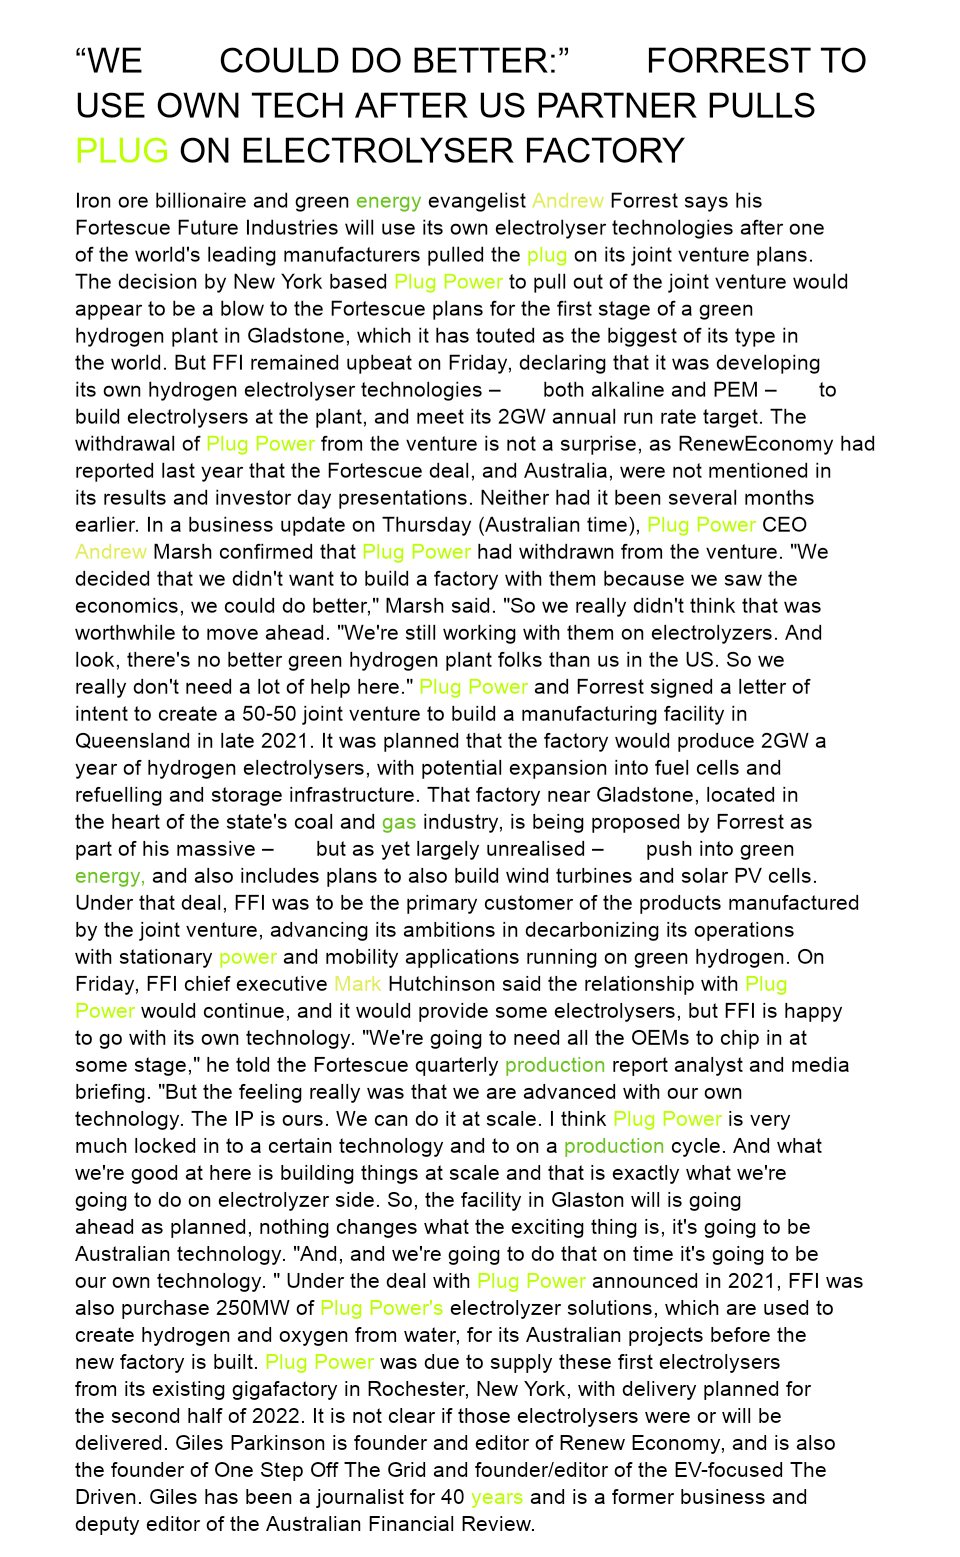 “WE COULD DO BETTER:” FORREST TO
USE OWN TECH AFTER US PARTNER PULLS
PLUG ON ELECTROLYSER FACTORY
Iron ore billionaire and green energy evangelist Andrew Forrest says his
Fortescue Future Industries will use its own electrolyser technologies after one
of the world's leading manufacturers pulled the plug on its joint venture plans.
The decision by New York based Plug Power to pull out of the joint venture would
appear to be a blow to the Fortescue plans for the first stage of a green
hydrogen plant in Gladstone, which it has touted as the biggest of its type in
the world. But FFI remained upbeat on Friday, declaring that it was developing
its own hydrogen electrolyser technologies – both alkaline and PEM – to
build electrolysers at the plant, and meet its 2GW annual run rate target. The
withdrawal of Plug Power from the venture is not a surprise, as RenewEconomy had
reported last year that the Fortescue deal, and Australia, were not mentioned in
its results and investor day presentations. Neither had it been several months
earlier. In a business update on Thursday (Australian time), Plug Power CEO
Andrew Marsh confirmed that Plug Power had withdrawn from the venture. "We
decided that we didn't want to build a factory with them because we saw the
economics, we could do better," Marsh said. "So we really didn't think that was
worthwhile to move ahead. "We're still working with them on electrolyzers. And
look, there's no better green hydrogen plant folks than us in the US. So we
really don't need a lot of help here." Plug Power and Forrest signed a letter of
intent to create a 50-50 joint venture to build a manufacturing facility in
Queensland in late 2021. It was planned that the factory would produce 2GW a
year of hydrogen electrolysers, with potential expansion into fuel cells and
refuelling and storage infrastructure. That factory near Gladstone, located in
the heart of the state's coal and gas industry, is being proposed by Forrest as
part of his massive – but as yet largely unrealised – push into green
energy, and also includes plans to also build wind turbines and solar PV cells.
Under that deal, FFI was to be the primary customer of the products manufactured
by the joint venture, advancing its ambitions in decarbonizing its operations
with stationary power and mobility applications running on green hydrogen. On
Friday, FFI chief executive Mark Hutchinson said the relationship with Plug
Power would continue, and it would provide some electrolysers, but FFI is happy
to go with its own technology. "We're going to need all the OEMs to chip in at
some stage," he told the Fortescue quarterly production report analyst and media
briefing. "But the feeling really was that we are advanced with our own
technology. The IP is ours. We can do it at scale. I think Plug Power is very
much locked in to a certain technology and to on a production cycle. And what
we're good at here is building things at scale and that is exactly what we're
going to do on electrolyzer side. So, the facility in Glaston will is going
ahead as planned, nothing changes what the exciting thing is, it's going to be
Australian technology. "And, and we're going to do that on time it's going to be
our own technology. " Under the deal with Plug Power announced in 2021, FFI was
also purchase 250MW of Plug Power's electrolyzer solutions, which are used to
create hydrogen and oxygen from water, for its Australian projects before the
new factory is built. Plug Power was due to supply these first electrolysers
from its existing gigafactory in Rochester, New York, with delivery planned for
the second half of 2022. It is not clear if those electrolysers were or will be
delivered. Giles Parkinson is founder and editor of Renew Economy, and is also
the founder of One Step Off The Grid and founder/editor of the EV-focused The
Driven. Giles has been a journalist for 40 years and is a former business and
deputy editor of the Australian Financial Review.